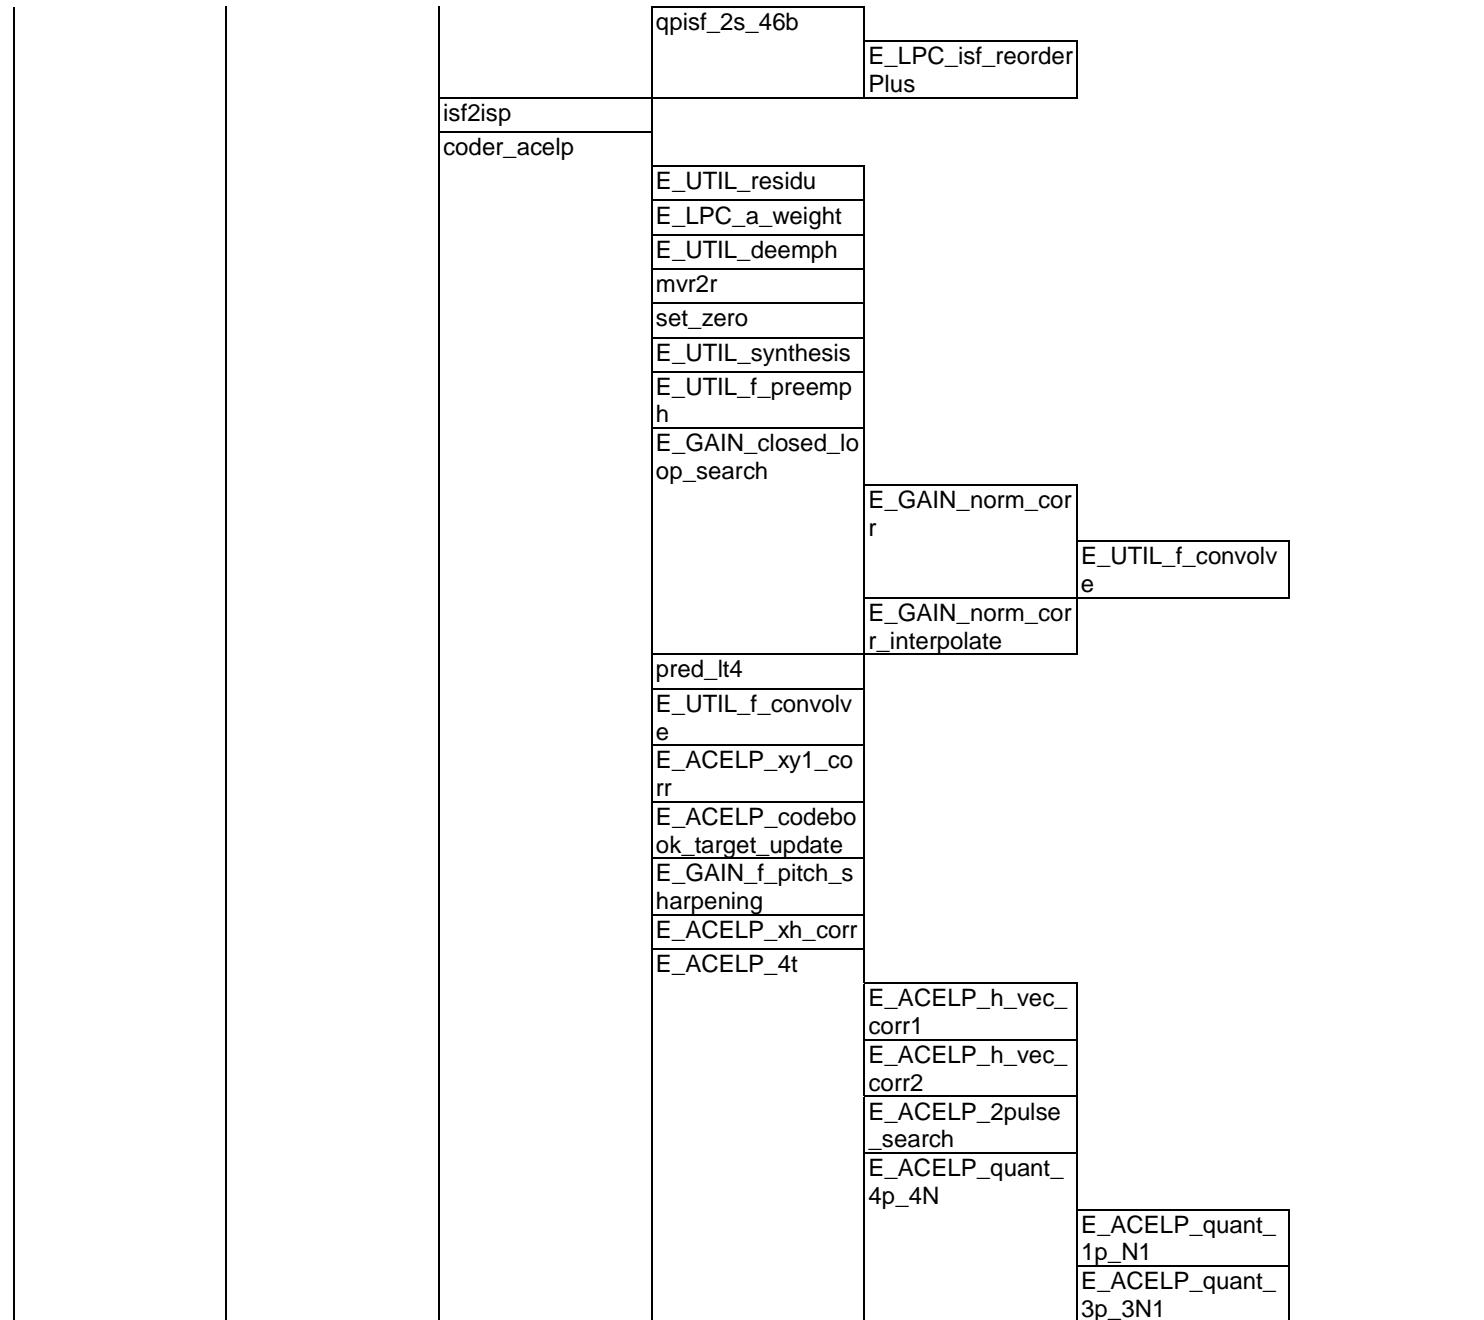 qpisf_2s_46b
E_LPC_isf_reorder
Plus
isf2isp
coder_acelp
E_UTIL_residu
E_LPC_a_weight
E_UTIL_deemph
mvr2r
set_zero
E_UTIL_synthesis
E_UTIL_f_preemp
h
E_GAIN_closed_lo
op_search
E_GAIN_norm_cor
r
E_UTIL_f_convolv
e
E_GAIN_norm_cor
r_interpolate
pred_lt4
E_UTIL_f_convolv
e
E_ACELP_xy1_co
rr
E_ACELP_codebo
ok_target_update
E_GAIN_f_pitch_s
harpening
E_ACELP_xh_corr
E_ACELP_4t
E_ACELP_h_vec_
corr1
E_ACELP_h_vec_
corr2
E_ACELP_2pulse
_search
E_ACELP_quant_
4p_4N
E_ACELP_quant_
1p_N1
E_ACELP_quant_
3p_3N1